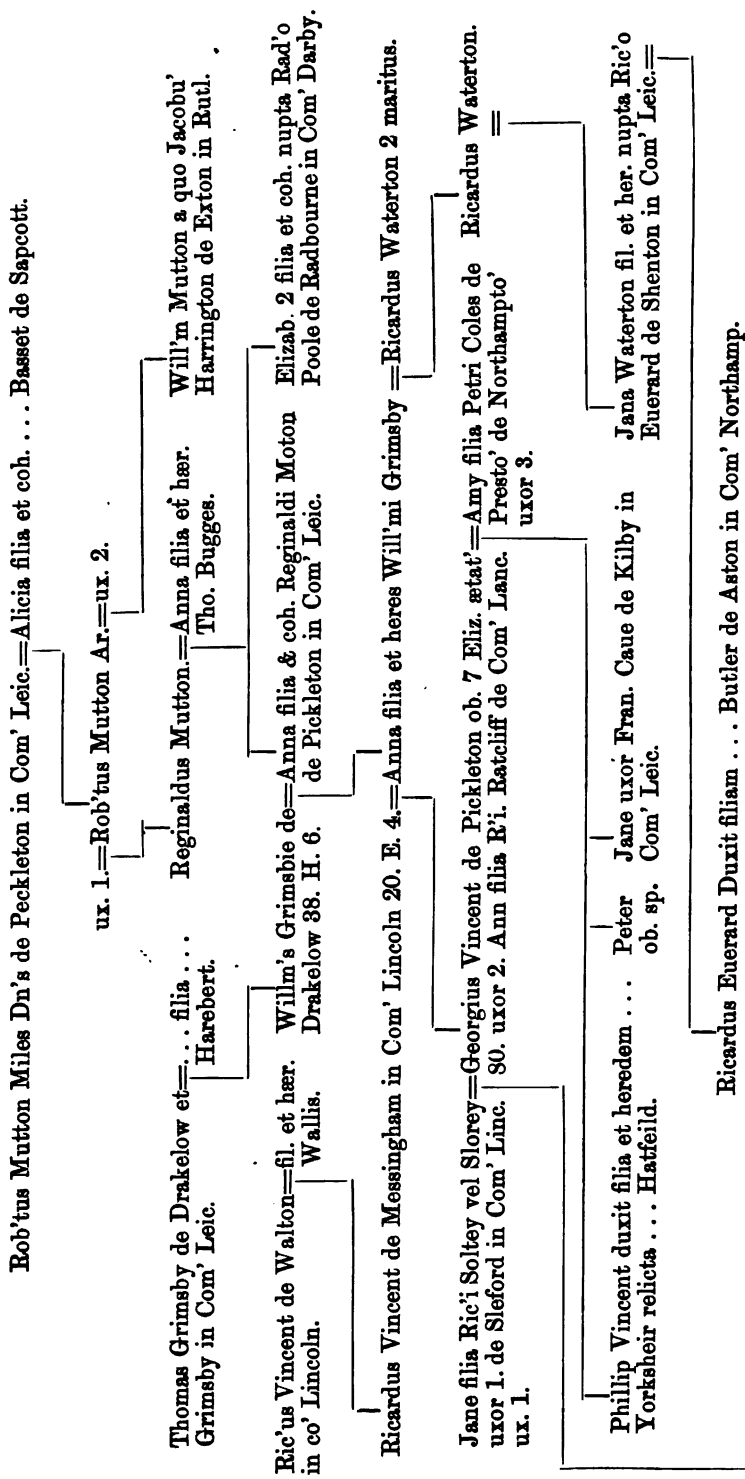 Rob'tus Mutton Miles Dn's de Peckleton in Com' Leic.=Alicia filia et coh. . . . Basset de Sapcott.
ux. 1.=Rob'tus Mutton Ar.=ux. 2.
Thomas Grimsby de Drakelow et=. . . filia . . .
Grimsby in Com' Leic.
Harebert.
Reginaldus Mutton.=Anna filia et hær.
Tho. Bugges.
Will'm Mutton a quo Jacobu'
Harrington de Exton in Rutl.
Ric'us Vincent de Walton=fil. et hær.
in co' Lincoln.
Wallis.
Willm's Grimsbie de=Anna filia & coh. Reginaldi Moton
Drakelow 38. H. 6.
de Pickleton in Com' Leic.
Elizab. 2 filia et coh. nupta Rad'o
Poole de Radbourne in Com' Darby.
Ricardus Vincent de Messingham in Com' Lincoln 20. E. 4.=Anna filia et heres Will'mi Grimsby=Ricardus Waterton 2 maritus.
Jane filia Ric'i Soltey vel Slorey=Georgius Vincent de Pickleton ob. 7 Eliz. ætat'=Amy filia Petri Coles de
uxor 1. de Sleford in Com' Linc.
ux. 1.
80. uxor 2. Ann filia R'i. Ratcliff de Com' Lanc.
Presto' de Northampto'
uxor 3.
Ricardus Waterton.
=
Phillip Vincent duxit filia et heredem . . .
Yorksheir relicta . . . Hatfeild.
Peter
ob. sp.
Jane uxor Fran. Caue de Kilby in
Com' Leic.
Jana Waterton fil. et her. nupta Ric'o
Euerard de Shenton in Com' Leic.=
Ricardus Euerard Duxit filiam . . . Butler de Aston in Com' Northamp.